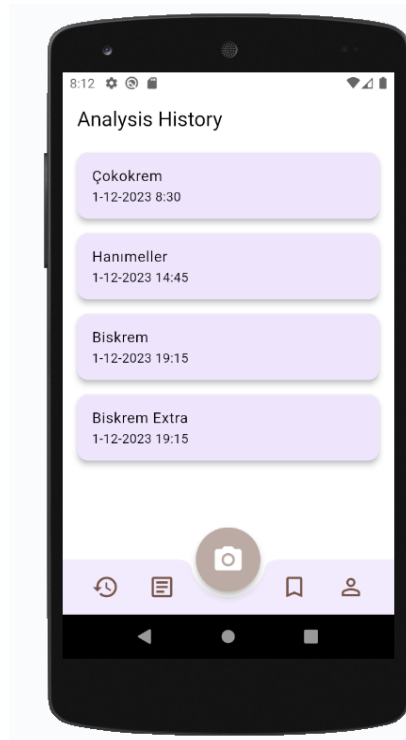 8:12
Analysis History
Çokokrem
1-12-2023 8:30
Hanımeller
1-12-2023 14:45
Biskrem
1-12-2023 19:15
Biskrem Extra
1-12-2023 19:15